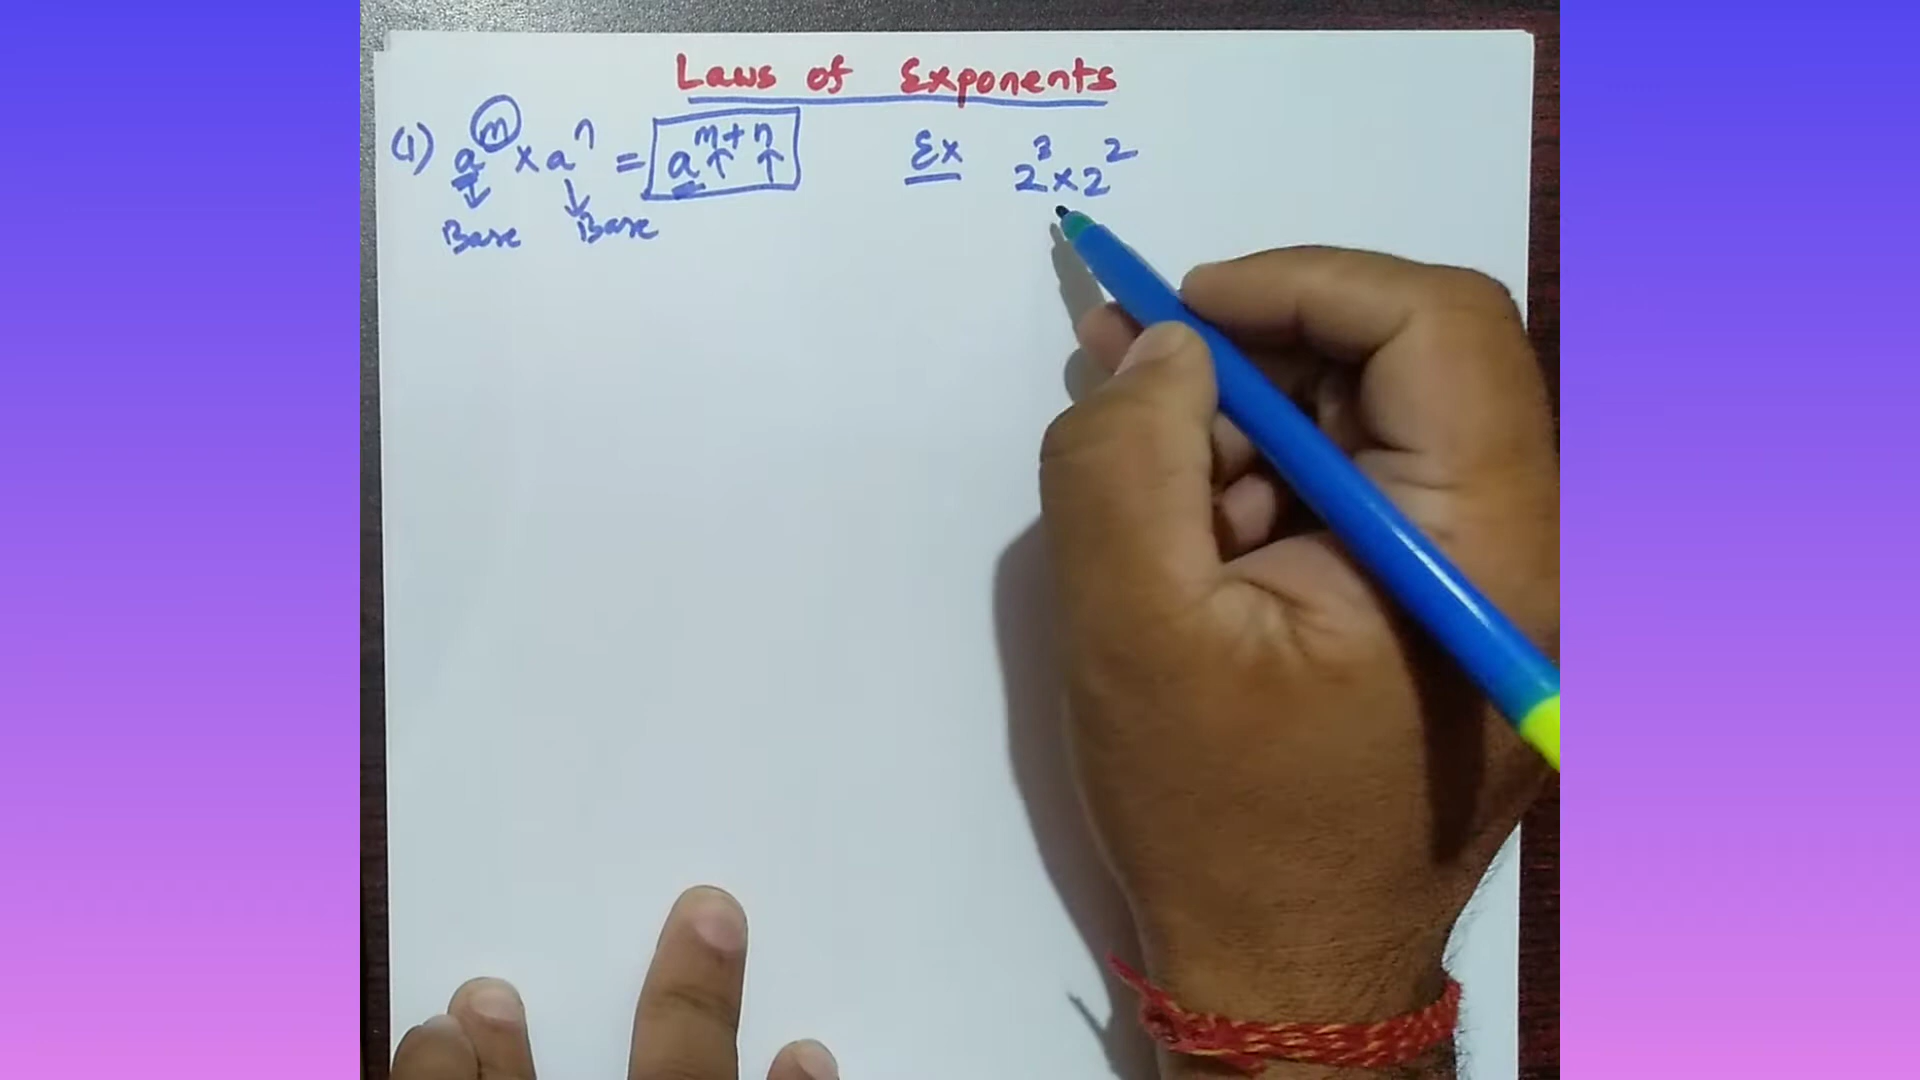 Laws of Exponents
(1) a^m × a^n = a^m+n Ex 2^3 × 2^2
Base Base